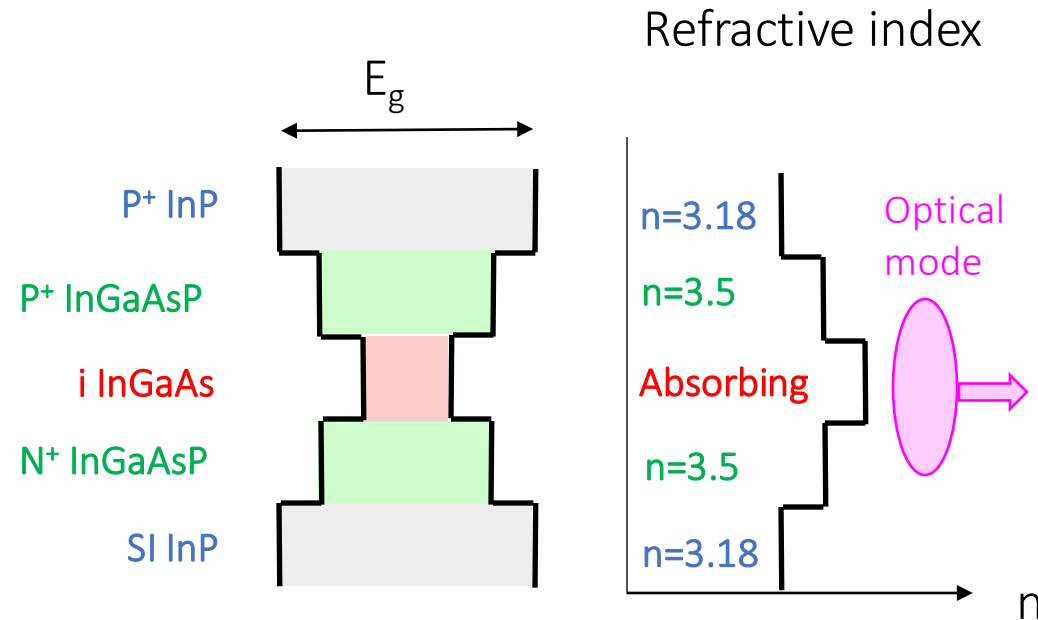 Refractive index
E_g
P⁺ InP
P⁺ InGaAsP
i InGaAs
N⁺ InGaAsP
SI InP
n=3.18
n=3.5
Absorbing
n=3.5
n=3.18
Optical
mode
n